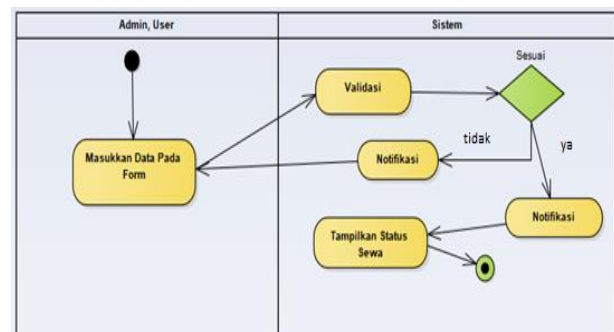 Admin, User
Sistem
Sesuai
Validasi
tidak
ya
Masukkan Data Pada
Form
Notifikasi
Notifikasi
Tampilkan Status
Sewa